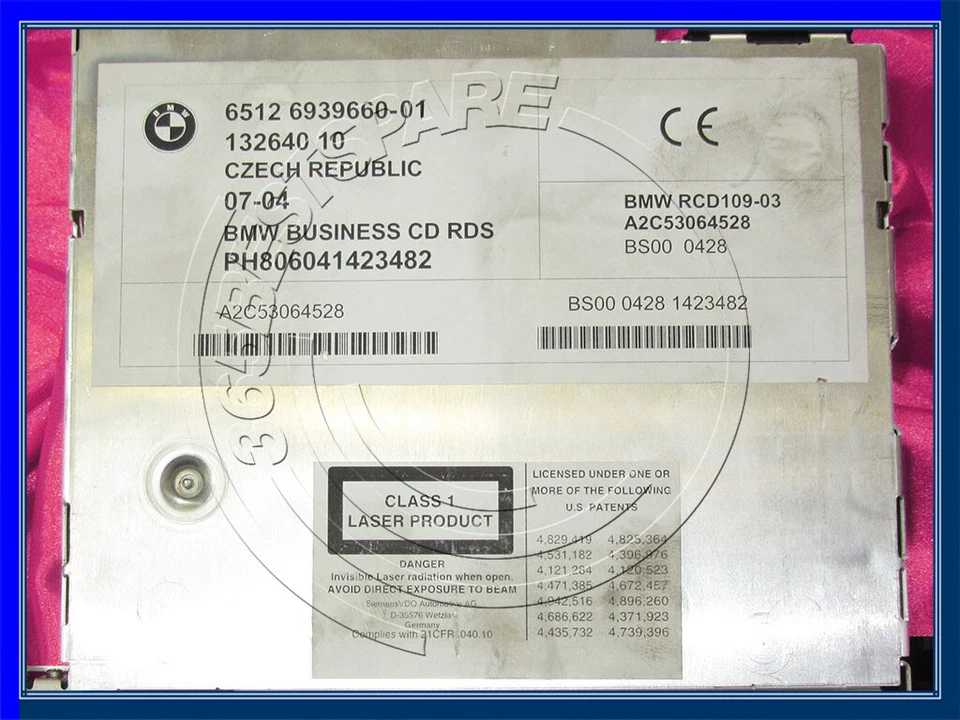 BMW
6512 6939660-01
132640 10
CZECH REPUBLIC
07-04
BMW BUSINESS CD RDS
PH806041423482
CE
BMW RCD109-03
A2C53064528
BS00 0428
A2C53064528
BS00 0428 1423482
365BESTSPARE
CLASS 1
LASER PRODUCT
DANGER
Invisible Laser radiation when open.
AVOID DIRECT EXPOSURE TO BEAM
SiemensVDO Automotive AG
D-35576 Wetzlar
Germany
Complies with 21CFR 1040.10
LICENSED UNDER ONE OR
MORE OF THE FOLLOWING
U.S. PATENTS
4,829,419 4,825,364
4,531,182 4,396,976
4,121,284 4,120,523
4,471,385 4,672,457
4,942,516 4,896,260
4,686,622 4,371,923
4,435,732 4,739,396